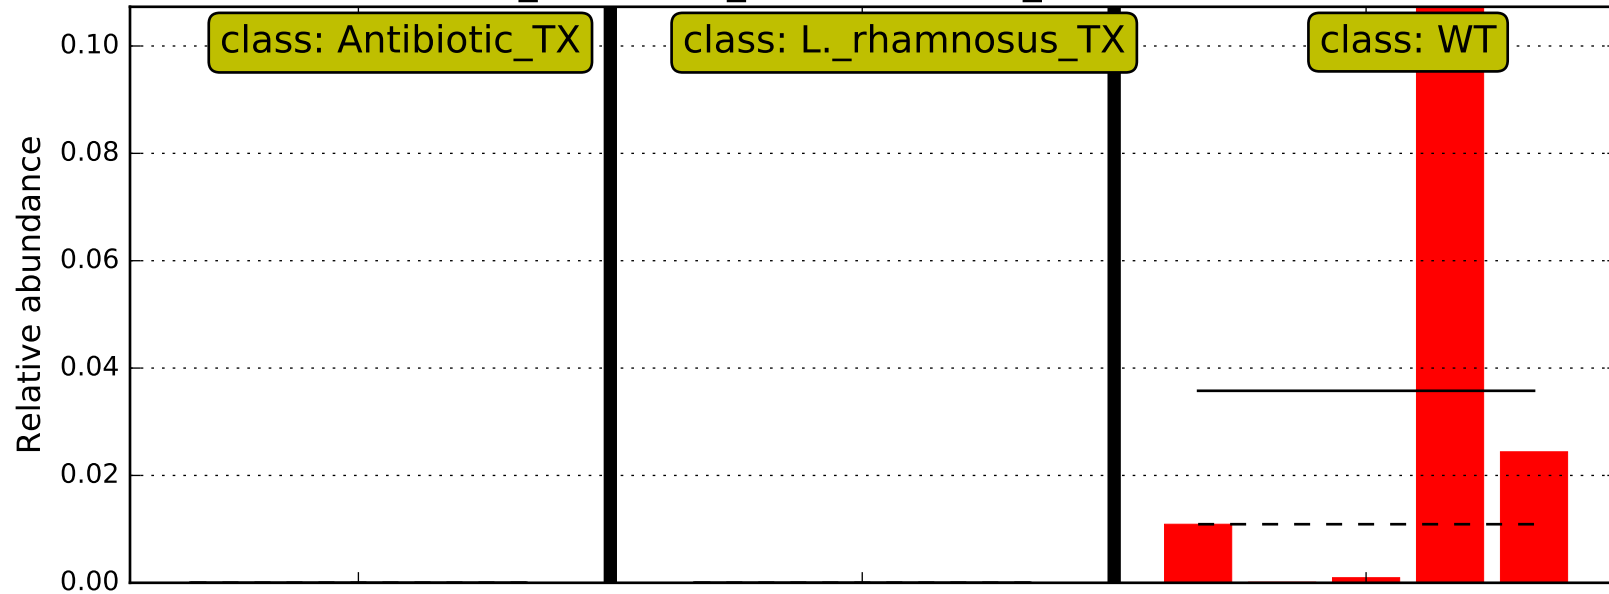 class: Antibiotic_TX
class: L._rhamnosus_TX
class: WT
Relative abundance
0.10
0.08
0.06
0.04
0.02
0.00